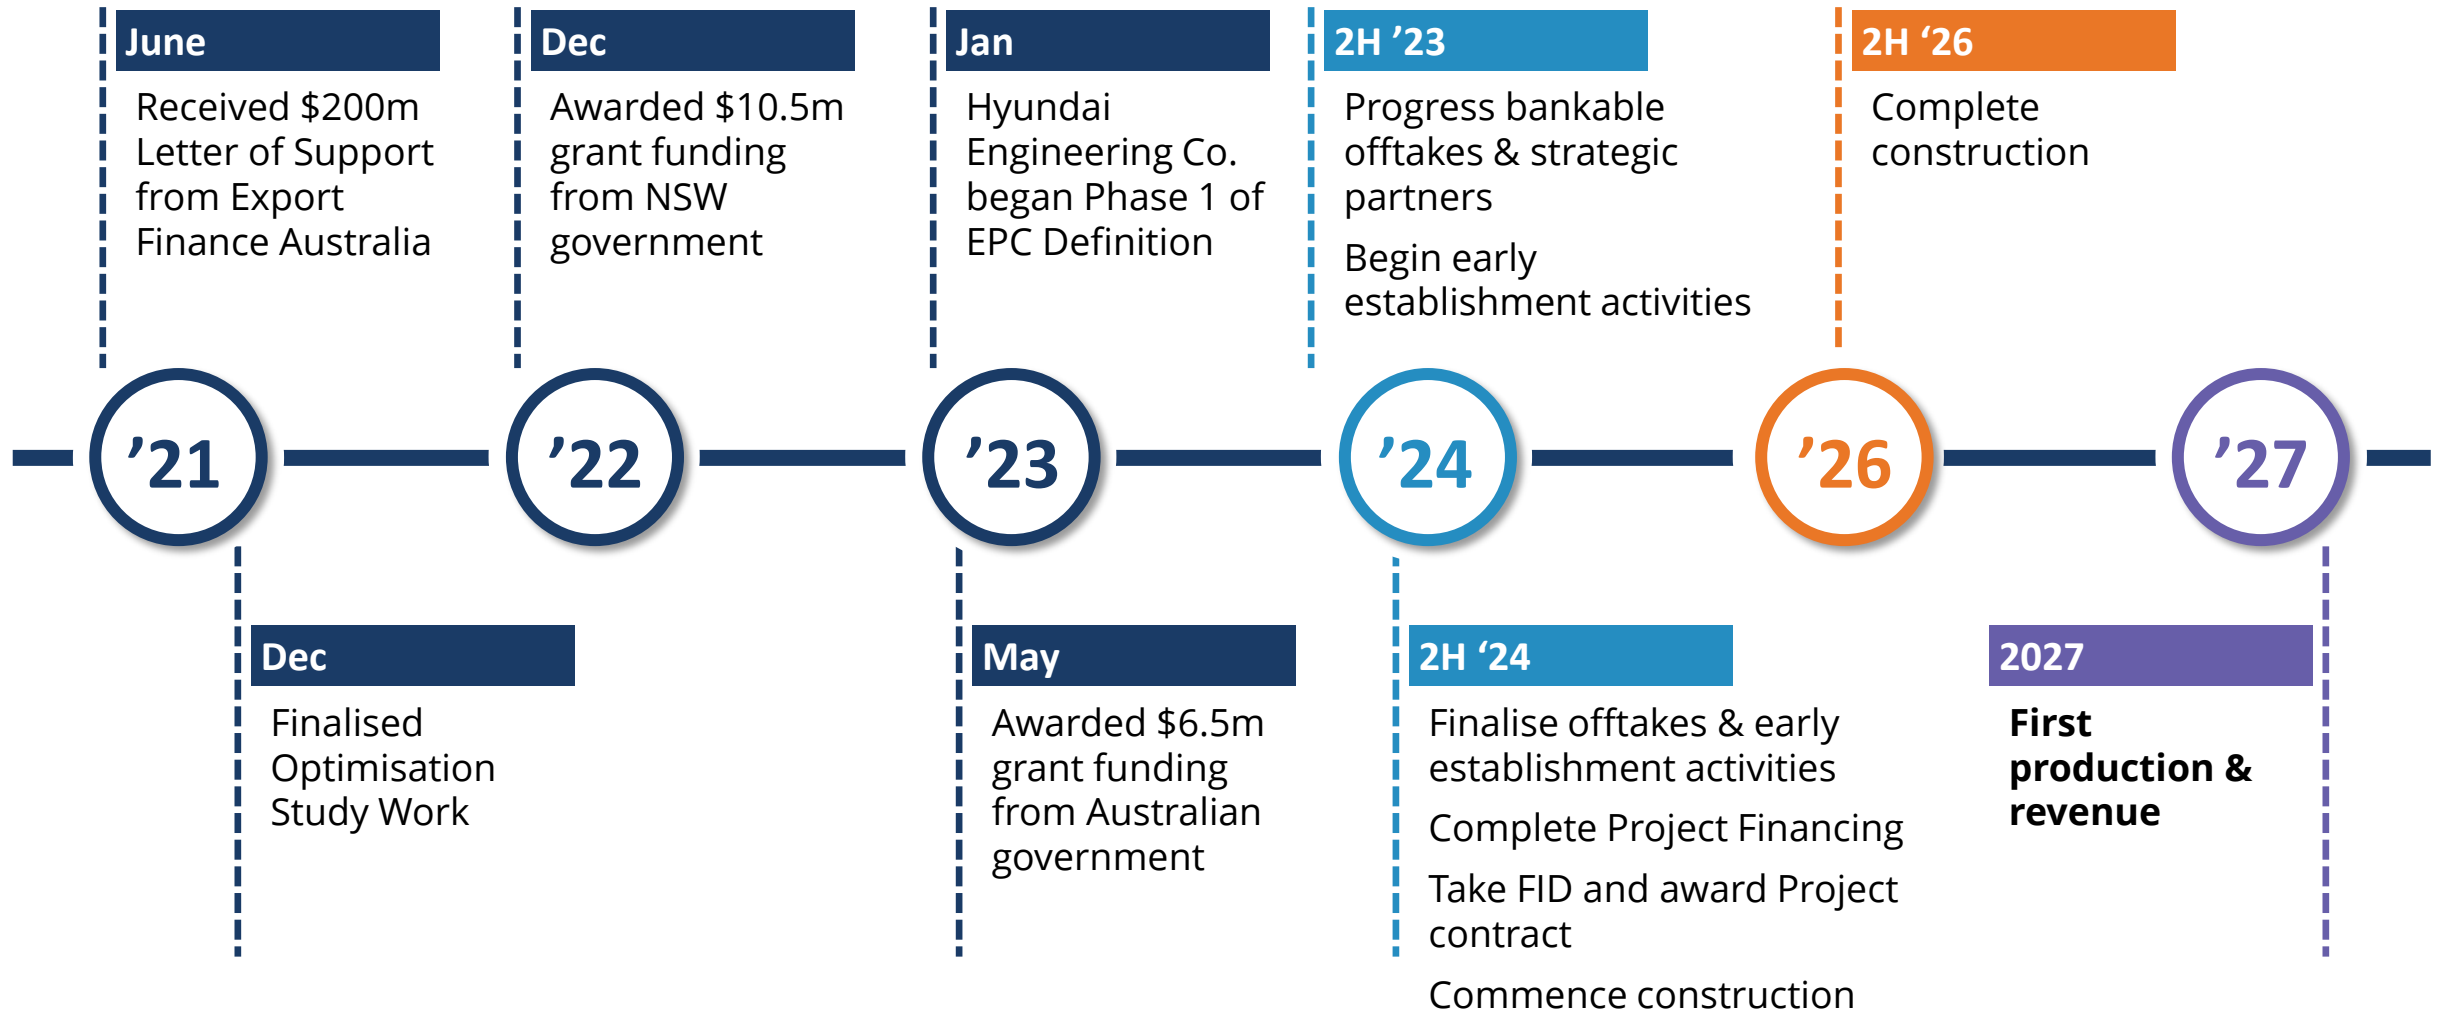 June
Received $200m
Letter of Support
from Export
Finance Australia
Dec
Awarded $10.5m
grant funding
from NSW
government
Jan
Hyundai
Engineering Co.
began Phase 1 of
EPC Definition
2H ’23
Progress bankable
offtakes & strategic
partners
Begin early
establishment activities
2H ‘26
Complete
construction
’21
’22
’23
’24
’26
’27
Dec
Finalised
Optimisation
Study Work
May
Awarded $6.5m
grant funding
from Australian
government
2H ‘24
Finalise offtakes & early
establishment activities
Complete Project Financing
Take FID and award Project
contract
Commence construction
2027
First
production &
revenue